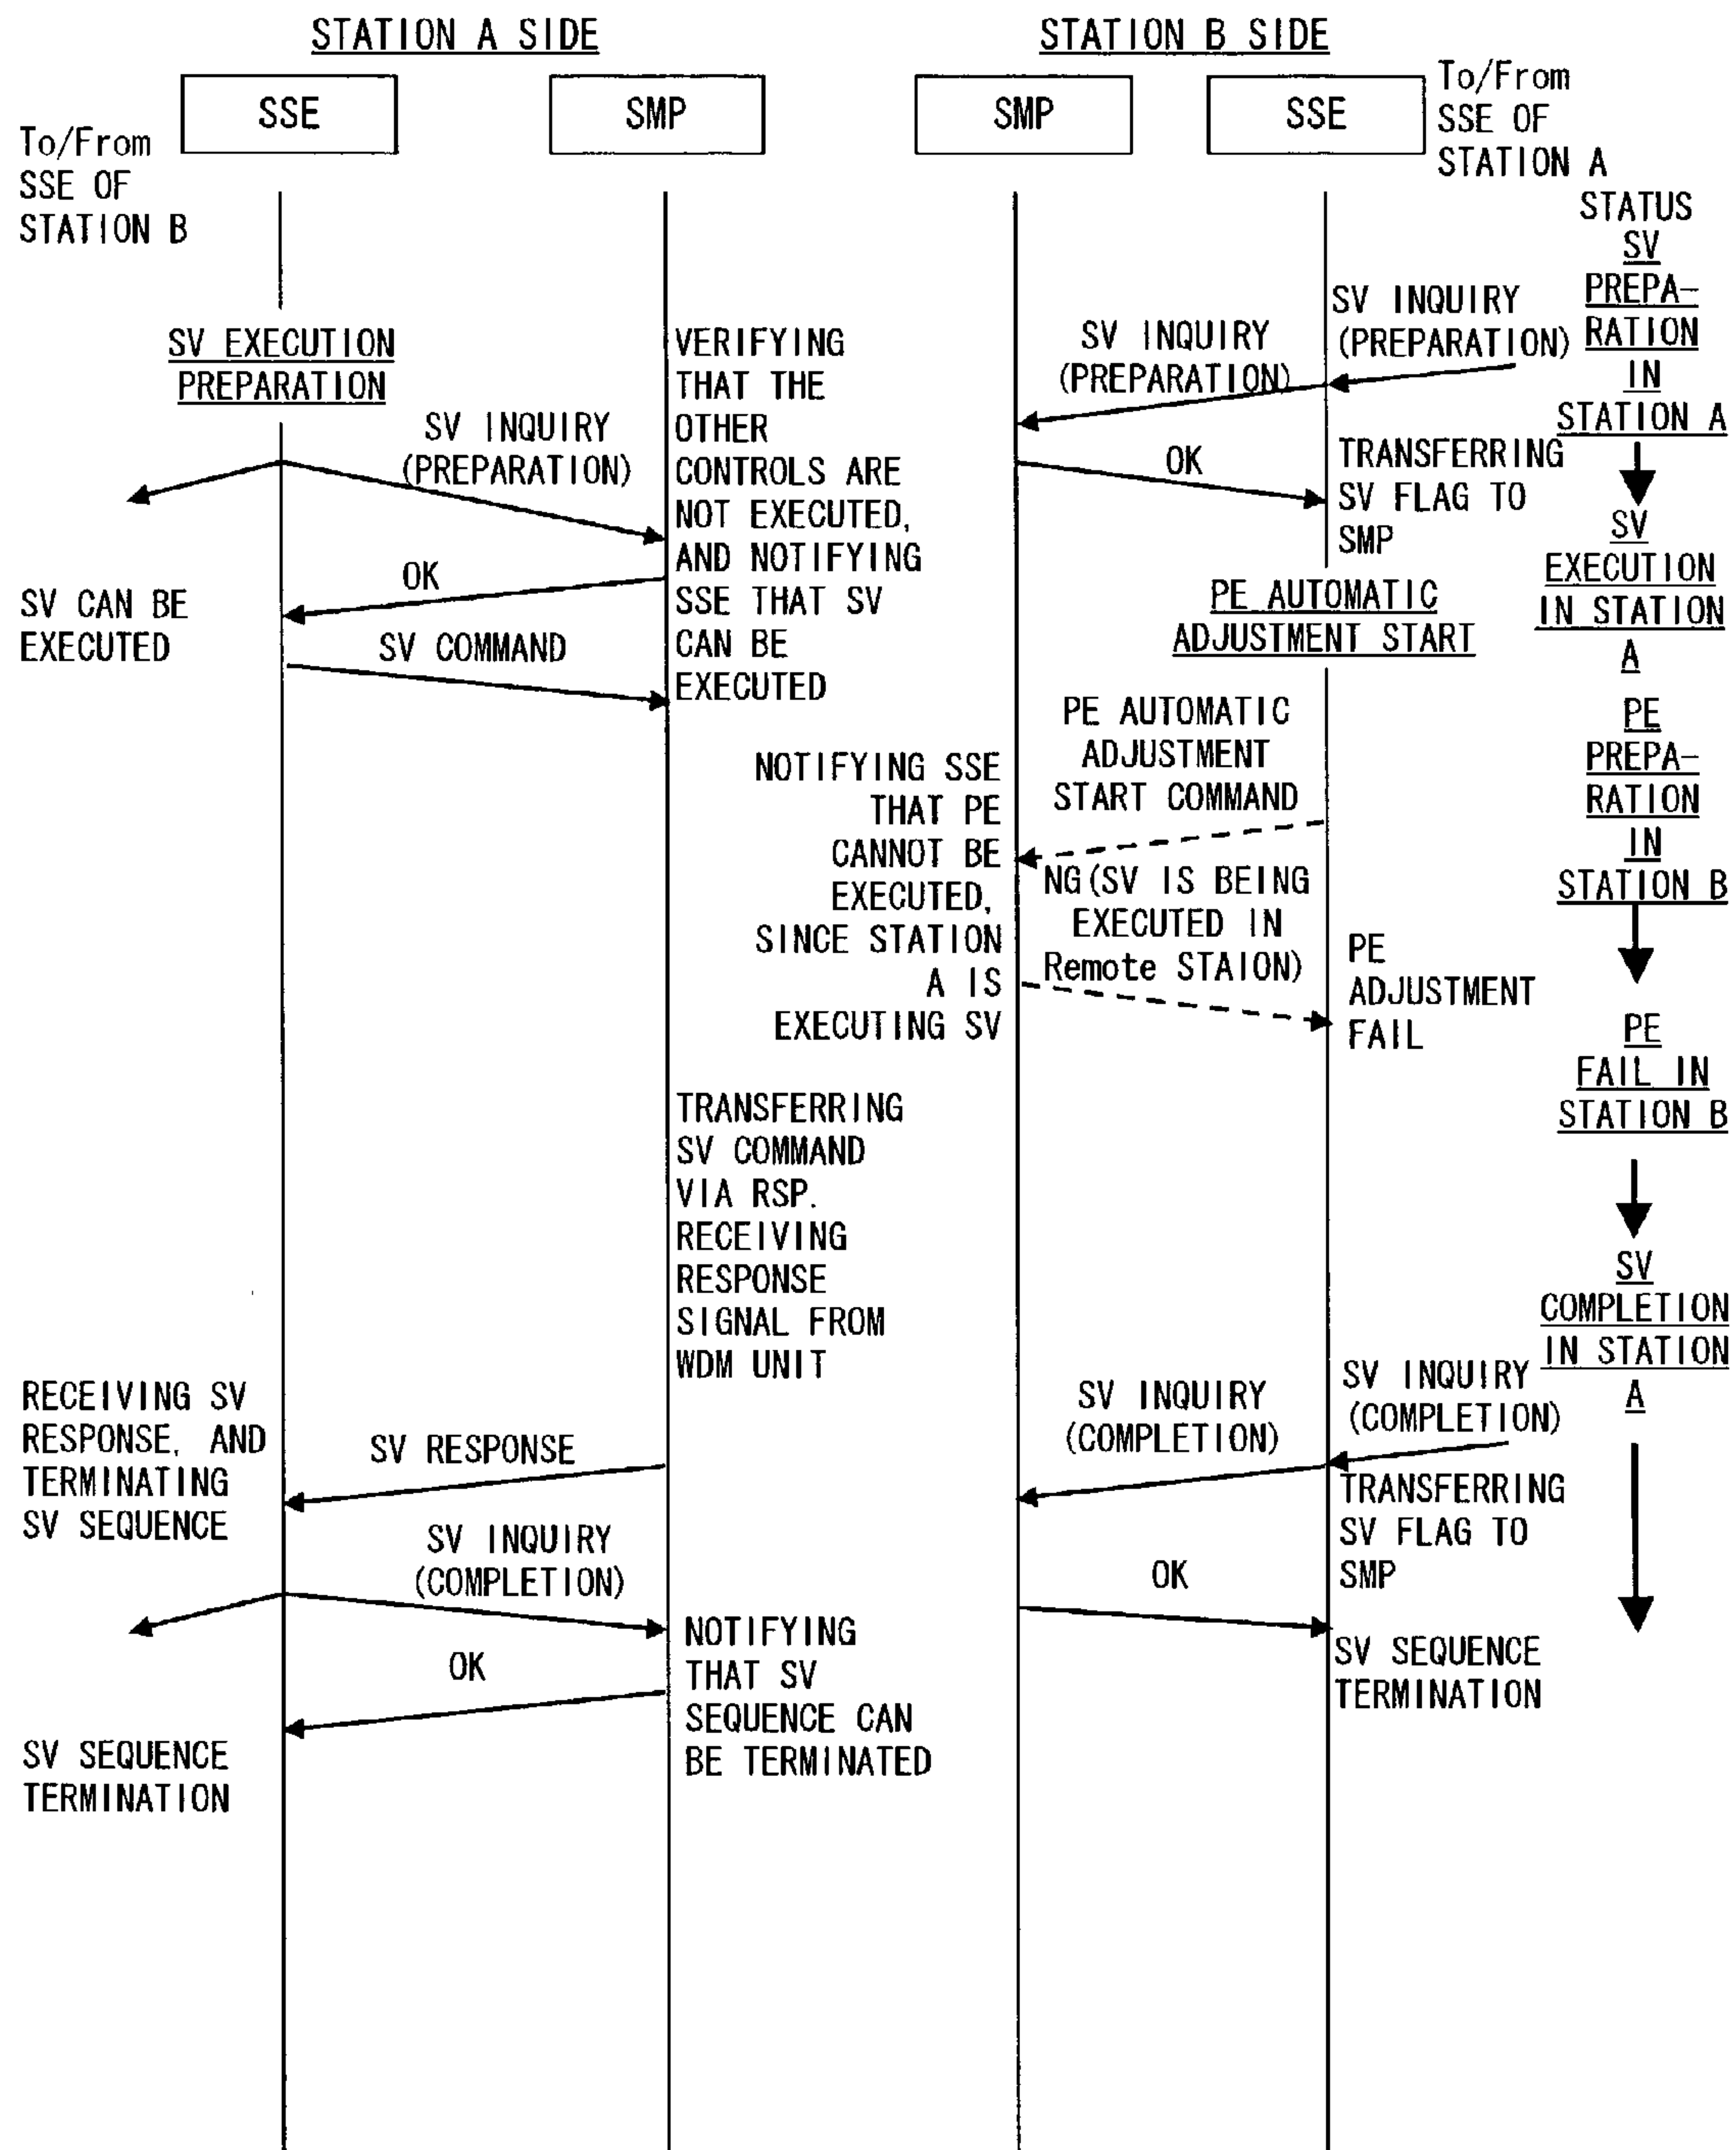 STATION A SIDE
STATION B SIDE
SSE
SMP
SMP
SSE
To/From
SSE OF
STATION B
To/From
SSE OF
STATION A
STATUS
SV
PREPA-
RATION
IN
STATION A
SV EXECUTION
PREPARATION
SV INQUIRY
(PREPARATION)
VERIFYING
THAT THE
OTHER
CONTROLS ARE
NOT EXECUTED,
AND NOTIFYING
SSE THAT SV
CAN BE
EXECUTED
SV INQUIRY
(PREPARATION)
SV INQUIRY
(PREPARATION)
OK
TRANSFERRING
SV FLAG TO
SMP
SV
EXECUTION
IN STATION
A
OK
SV CAN BE
EXECUTED
SV COMMAND
PE AUTOMATIC
ADJUSTMENT START
PE AUTOMATIC
ADJUSTMENT
START COMMAND
PE
PREPA-
RATION
IN
STATION B
NOTIFYING SSE
THAT PE
CANNOT BE
EXECUTED,
SINCE STATION
A IS
EXECUTING SV
NG(SV IS BEING
EXECUTED IN
Remote STAION)
PE
ADJUSTMENT
FAIL
PE
FAIL IN
STATION B
TRANSFERRING
SV COMMAND
VIA RSP.
RECEIVING
RESPONSE
SIGNAL FROM
WDM UNIT
SV
COMPLETION
IN STATION
A
RECEIVING SV
RESPONSE, AND
TERMINATING
SV SEQUENCE
SV RESPONSE
SV INQUIRY
(COMPLETION)
SV INQUIRY
(COMPLETION)
TRANSFERRING
SV FLAG TO
SMP
SV INQUIRY
(COMPLETION)
OK
OK
NOTIFYING
THAT SV
SEQUENCE CAN
BE TERMINATED
SV SEQUENCE
TERMINATION
SV SEQUENCE
TERMINATION